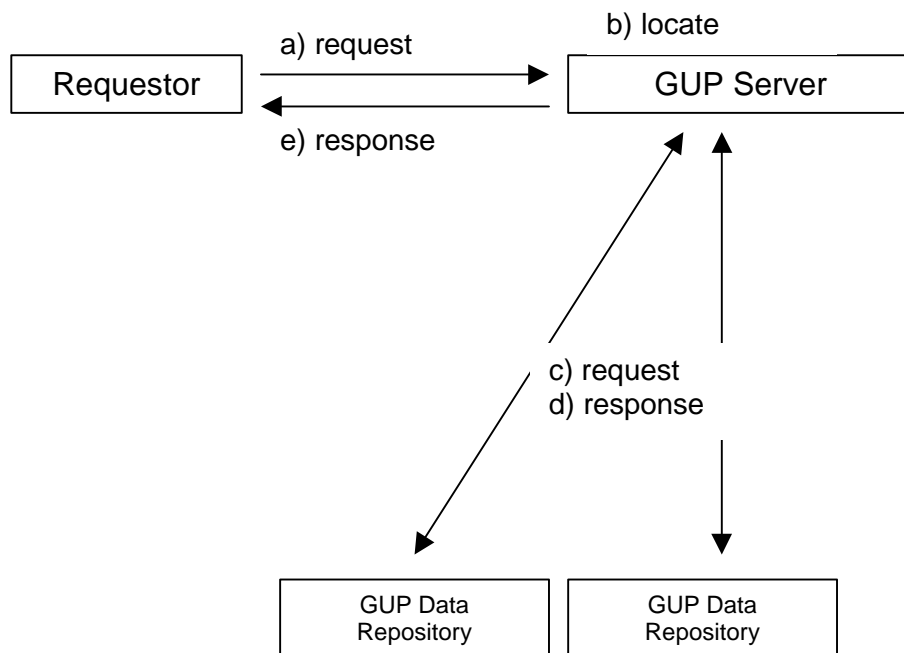 b) locate
a) request
Requestor
GUP Server
e) response
c) request
d) response
GUP Data
Repository
GUP Data
Repository